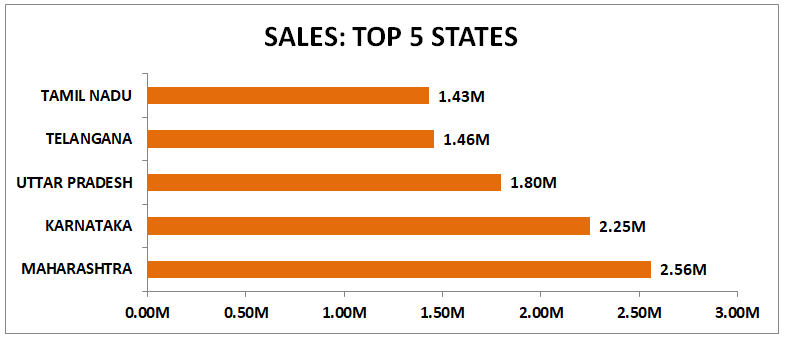 SALES: TOP 5 STATES
TAMIL NADU 1.43M
TELANGANA 1.46M
UTTAR PRADESH 1.80M
KARNATAKA 2.25M
MAHARASHTRA 2.56M
0.00M 0.50M 1.00M 1.50M 2.00M 2.50M 3.00M